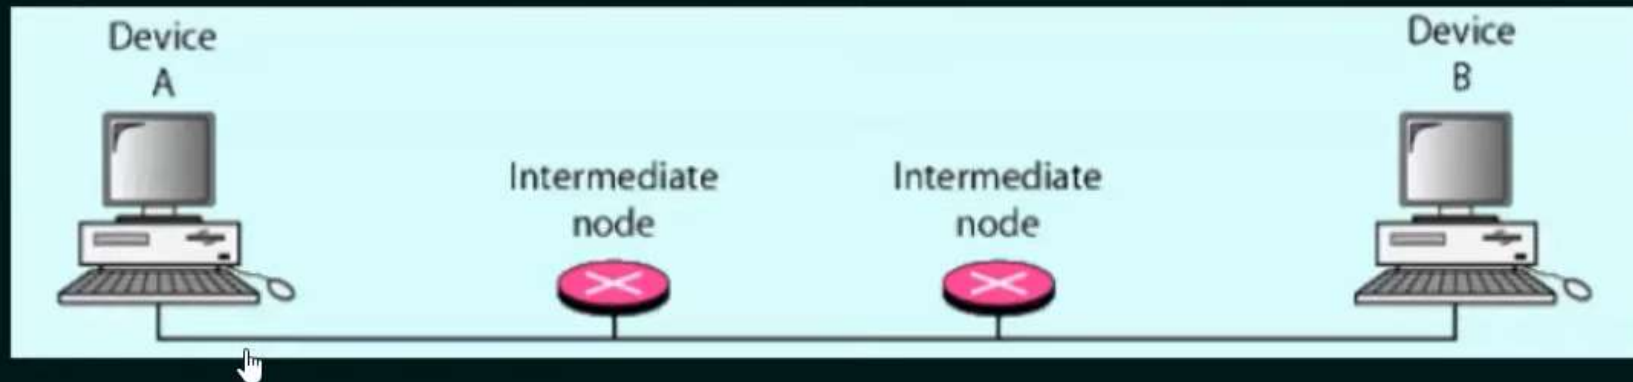 Device
A
Device
B
Intermediate
node
Intermediate
node